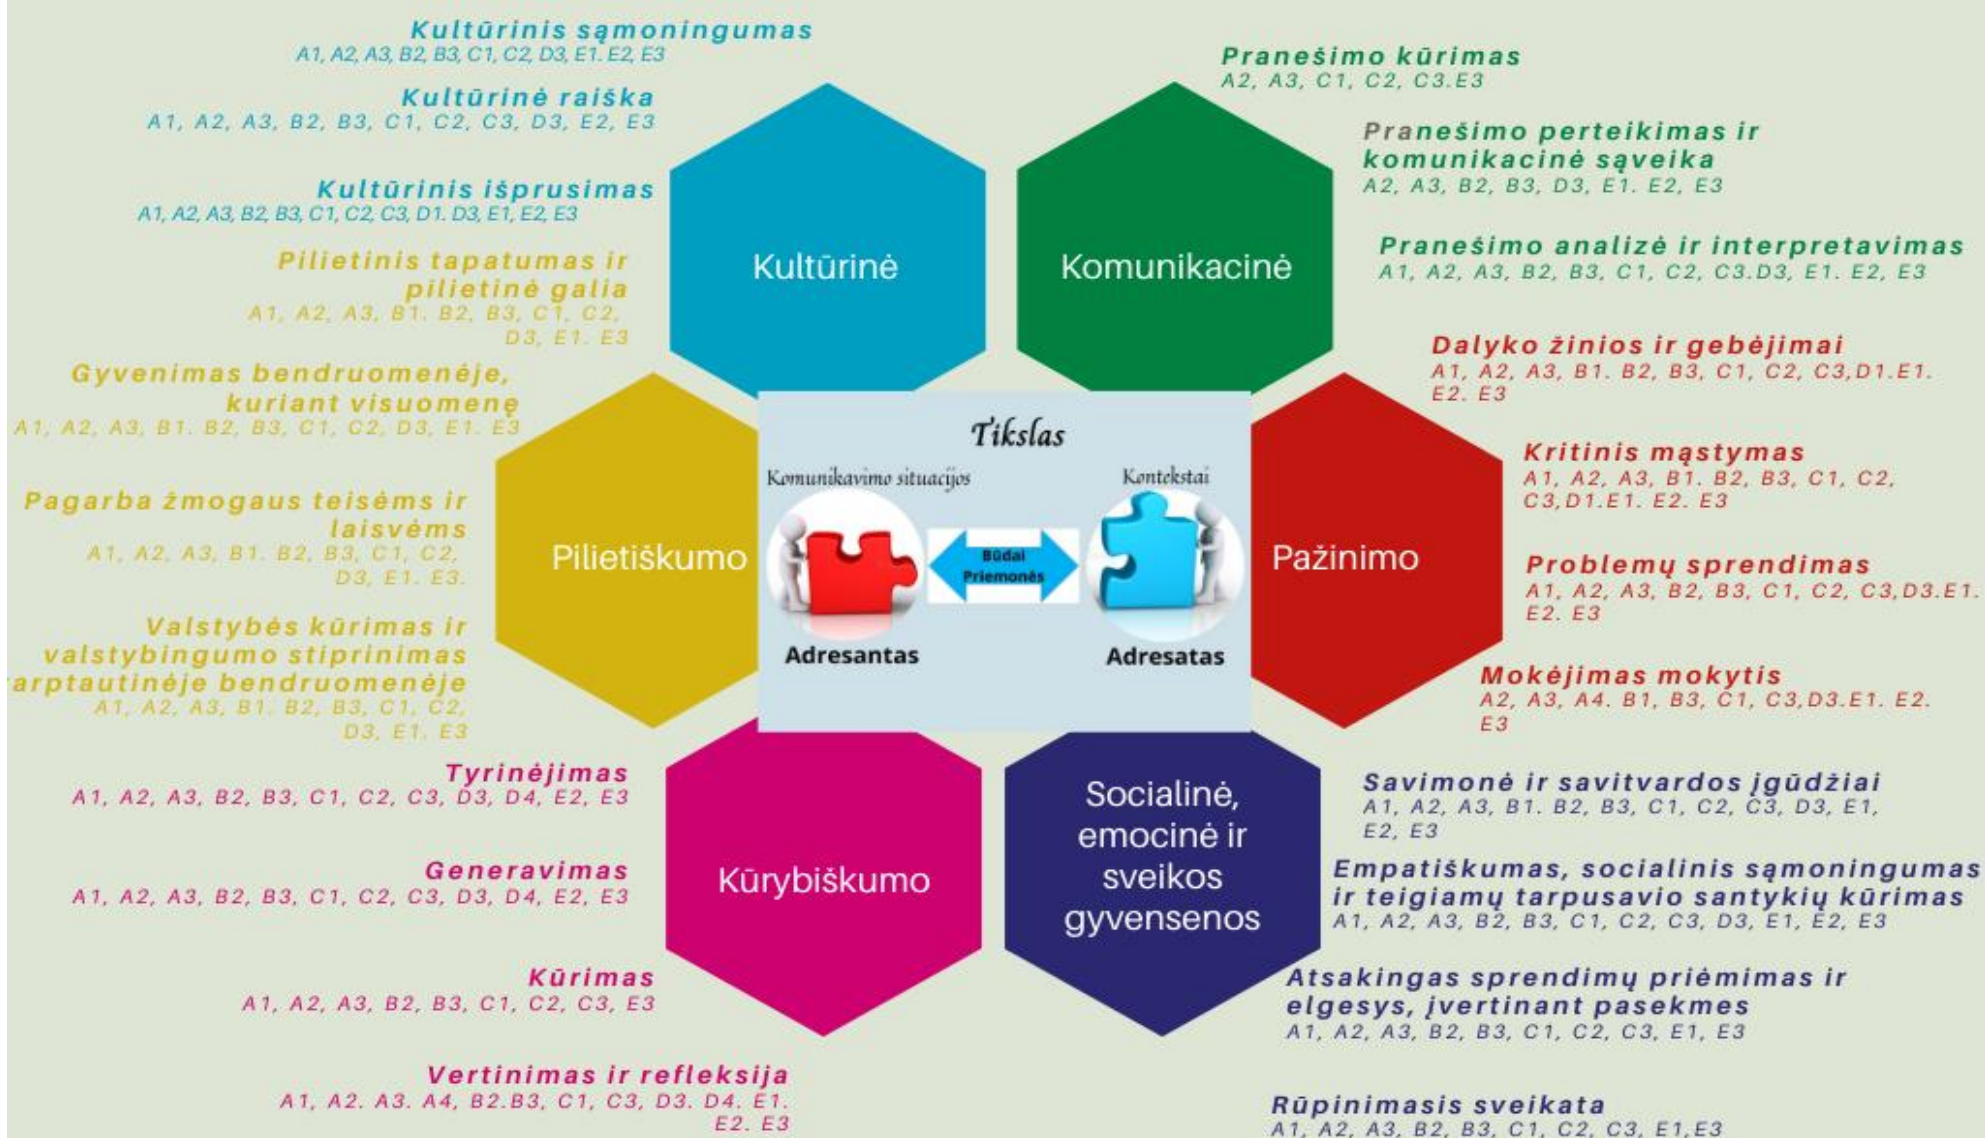 Kultūrinis sąmoningumas
A1, A2, A3, B2, B3, C1, C2, D3, E1. E2, E3
Kultūrinė raiška
A1, A2, A3, B2, B3, C1, C2, C3, D3, E2, E3
Kultūrinis išprusimas
A1, A2, A3, B2, B3, C1, C2, C3, D1. D3, E1, E2, E3
Kultūrinė
Pilietinis tapatumas ir
pilietinė galia
A1, A2, A3, B1. B2, B3, C1, C2,
D3, E1. E3
Gyvenimas bendruomenėje,
kuriant visuomenę
A1, A2, A3, B1. B2, B3, C1, C2, D3, E1. E3
Pagarba žmogaus teisėms ir
laisvėms
A1, A2, A3, B1. B2, B3, C1, C2,
D3, E1. E3.
Valstybės kūrimas ir
valstybingumo stiprinimas
arptautinėje bendruomenėje
A1, A2, A3, B1. B2, B3, C1, C2,
D3, E1. E3
Pilietiškumo
Tyrinėjimas
A1, A2, A3, B2, B3, C1, C2, C3, D3, D4, E2, E3
Generavimas
A1, A2, A3, B2, B3, C1, C2, C3, D3, D4, E2, E3
Kūrimas
A1, A2, A3, B2, B3, C1, C2, C3, E3
Vertinimas ir refleksija
A1, A2. A3. A4, B2.B3, C1, C3, D3. D4. E1.
E2. E3
Kūrybiškumo
Tikslas
Komunikavimo situacijos
Kontekstai
Būdai
Priemonės
Adresantas
Adresatas
Komunikacinė
Pranešimo kūrimas
A2, A3, C1, C2, C3.E3
Pranešimo perteikimas ir
komunikacinė sąveika
A2, A3, B2, B3, D3, E1. E2, E3
Pranešimo analizė ir interpretavimas
A1, A2, A3, B2, B3, C1, C2, C3.D3, E1. E2, E3
Pažinimo
Dalyko žinios ir gebėjimai
A1, A2, A3, B1. B2, B3, C1, C2, C3,D1.E1.
E2. E3
Kritinis mąstymas
A1, A2, A3, B1. B2, B3, C1, C2,
C3,D1.E1. E2. E3
Problemų sprendimas
A1, A2, A3, B2, B3, C1, C2, C3,D3.E1.
E2. E3
Mokėjimas mokytis
A2, A3, A4. B1, B3, C1, C3,D3.E1. E2.
E3
Socialinė,
emocinė ir
sveikos
gyvensenos
Savimonė ir savitvardos įgūdžiai
A1, A2, A3, B1. B2, B3, C1, C2, C3, D3, E1,
E2, E3
Empatiškumas, socialinis sąmoningumas
ir teigiamų tarpusavio santykių kūrimas
A1, A2, A3, B2, B3, C1, C2, C3, D3, E1, E2, E3
Atsakingas sprendimų priėmimas ir
elgesys, įvertinant pasekmes
A1, A2, A3, B2, B3, C1, C2, C3, E1, E3
Rūpinimasis sveikata
A1, A2, A3, B2, B3, C1, C2, C3, E1,E3